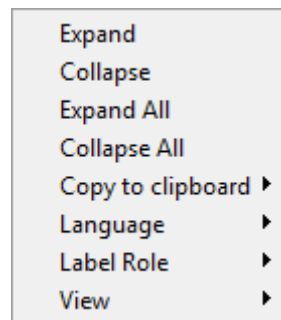 Expand
Collapse
Expand All
Collapse All
Copy to clipboard
Language
Label Role
View